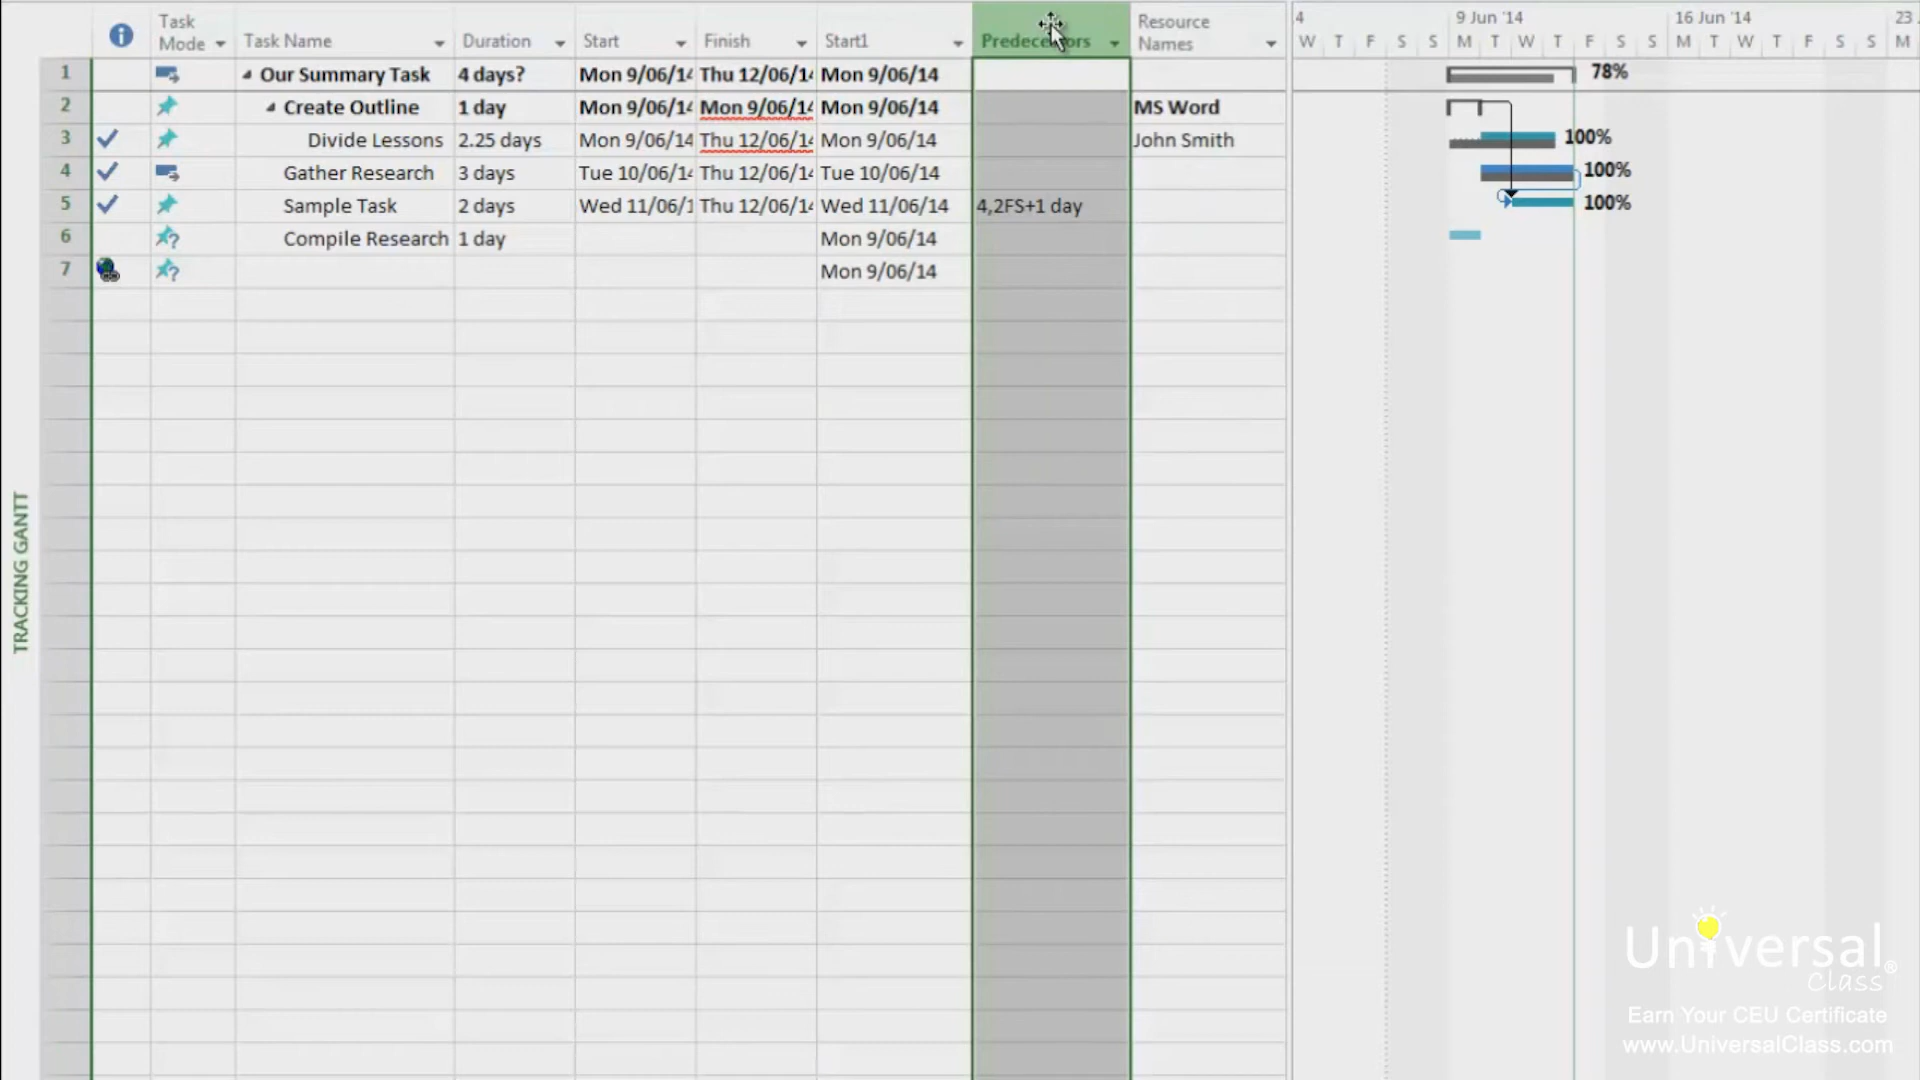 Task Mode
Task Name
Duration
Start
Finish
Start1
Resource Names
4
9 Jun '14
16 Jun '14
23
W T F S S M T W T F S S M T W T F S S M
1 Our Summary Task 4 days? Mon 9/06/14 Thu 12/06/14 Mon 9/06/14 78%
2 Create Outline 1 day Mon 9/06/14 Mon 9/06/14 Mon 9/06/14 MS Word
3 Divide Lessons 2.25 days Mon 9/06/14 Thu 12/06/14 Mon 9/06/14 John Smith 100%
4 Gather Research 3 days Tue 10/06/14 Thu 12/06/14 Tue 10/06/14 100%
5 Sample Task 2 days Wed 11/06/1 Thu 12/06/14 Wed 11/06/14 4,2FS+1 day 100%
6 Compile Research 1 day Mon 9/06/14
7 Mon 9/06/14
TRACKING GANTT
Universal
Class®
Earn Your CEU Certificate
www.UniversalClass.com